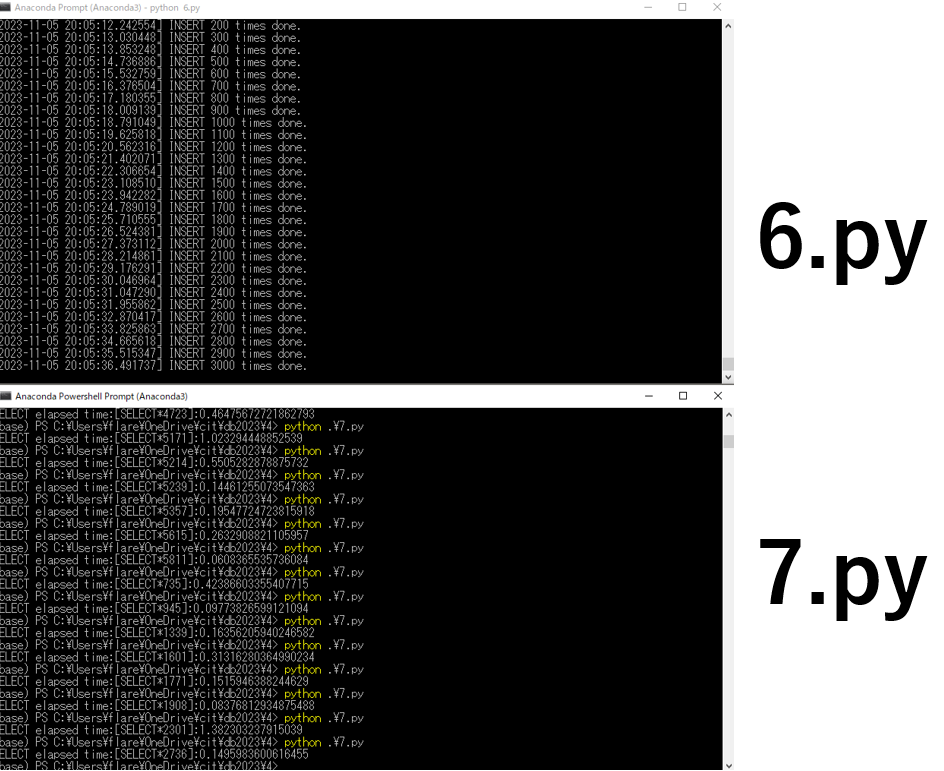 Anaconda Prompt (Anaconda3) - python 6.py
2023-11-05 20:05:12.242554] INSERT 200 times done.
2023-11-05 20:05:13.030448] INSERT 300 times done.
2023-11-05 20:05:13.853248] INSERT 400 times done.
2023-11-05 20:05:14.736886] INSERT 500 times done.
2023-11-05 20:05:15.532759] INSERT 600 times done.
2023-11-05 20:05:16.376504] INSERT 700 times done.
2023-11-05 20:05:17.180355] INSERT 800 times done.
2023-11-05 20:05:18.009139] INSERT 900 times done.
2023-11-05 20:05:18.791049] INSERT 1000 times done.
2023-11-05 20:05:19.625818] INSERT 1100 times done.
2023-11-05 20:05:20.562316] INSERT 1200 times done.
2023-11-05 20:05:21.402071] INSERT 1300 times done.
2023-11-05 20:05:22.306654] INSERT 1400 times done.
2023-11-05 20:05:23.108510] INSERT 1500 times done.
2023-11-05 20:05:23.942282] INSERT 1600 times done.
2023-11-05 20:05:24.789019] INSERT 1700 times done.
2023-11-05 20:05:25.710555] INSERT 1800 times done.
2023-11-05 20:05:26.524381] INSERT 1900 times done.
2023-11-05 20:05:27.373112] INSERT 2000 times done.
2023-11-05 20:05:28.214861] INSERT 2100 times done.
2023-11-05 20:05:29.176291] INSERT 2200 times done.
2023-11-05 20:05:30.046964] INSERT 2300 times done.
2023-11-05 20:05:31.047290] INSERT 2400 times done.
2023-11-05 20:05:31.955862] INSERT 2500 times done.
2023-11-05 20:05:32.870417] INSERT 2600 times done.
2023-11-05 20:05:33.825863] INSERT 2700 times done.
2023-11-05 20:05:34.665618] INSERT 2800 times done.
2023-11-05 20:05:35.515347] INSERT 2900 times done.
2023-11-05 20:05:36.491737] INSERT 3000 times done.
6.py
Anaconda Powershell Prompt (Anaconda3)
ELECT elapsed time:[SELECT*4723]:0.46475672721862793
base) PS C:¥Users¥flare¥OneDrive¥cit¥db2023¥4> python .¥7.py
ELECT elapsed time:[SELECT*5171]:1.023294448852539
base) PS C:¥Users¥flare¥OneDrive¥cit¥db2023¥4> python .¥7.py
ELECT elapsed time:[SELECT*5214]:0.5505282878875732
base) PS C:¥Users¥flare¥OneDrive¥cit¥db2023¥4> python .¥7.py
ELECT elapsed time:[SELECT*5239]:0.14461255073547363
base) PS C:¥Users¥flare¥OneDrive¥cit¥db2023¥4> python .¥7.py
ELECT elapsed time:[SELECT*5357]:0.19547724723815918
base) PS C:¥Users¥flare¥OneDrive¥cit¥db2023¥4> python .¥7.py
ELECT elapsed time:[SELECT*5615]:0.2632908821105957
base) PS C:¥Users¥flare¥OneDrive¥cit¥db2023¥4> python .¥7.py
ELECT elapsed time:[SELECT*5811]:0.0608365535736084
base) PS C:¥Users¥flare¥OneDrive¥cit¥db2023¥4> python .¥7.py
ELECT elapsed time:[SELECT*735]:0.42386603355407715
base) PS C:¥Users¥flare¥OneDrive¥cit¥db2023¥4> python .¥7.py
ELECT elapsed time:[SELECT*945]:0.09773826599121094
base) PS C:¥Users¥flare¥OneDrive¥cit¥db2023¥4> python .¥7.py
ELECT elapsed time:[SELECT*1339]:0.16356205940246582
base) PS C:¥Users¥flare¥OneDrive¥cit¥db2023¥4> python .¥7.py
ELECT elapsed time:[SELECT*1601]:0.31316280364990234
base) PS C:¥Users¥flare¥OneDrive¥cit¥db2023¥4> python .¥7.py
ELECT elapsed time:[SELECT*1771]:0.1515946388244629
base) PS C:¥Users¥flare¥OneDrive¥cit¥db2023¥4> python .¥7.py
ELECT elapsed time:[SELECT*1908]:0.08376812934875488
base) PS C:¥Users¥flare¥OneDrive¥cit¥db2023¥4> python .¥7.py
ELECT elapsed time:[SELECT*2301]:1.382303237915039
base) PS C:¥Users¥flare¥OneDrive¥cit¥db2023¥4> python .¥7.py
ELECT elapsed time:[SELECT*2736]:0.1495983600616455
base) PS C:¥Users¥flare¥OneDrive¥cit¥db2023¥4>
7.py